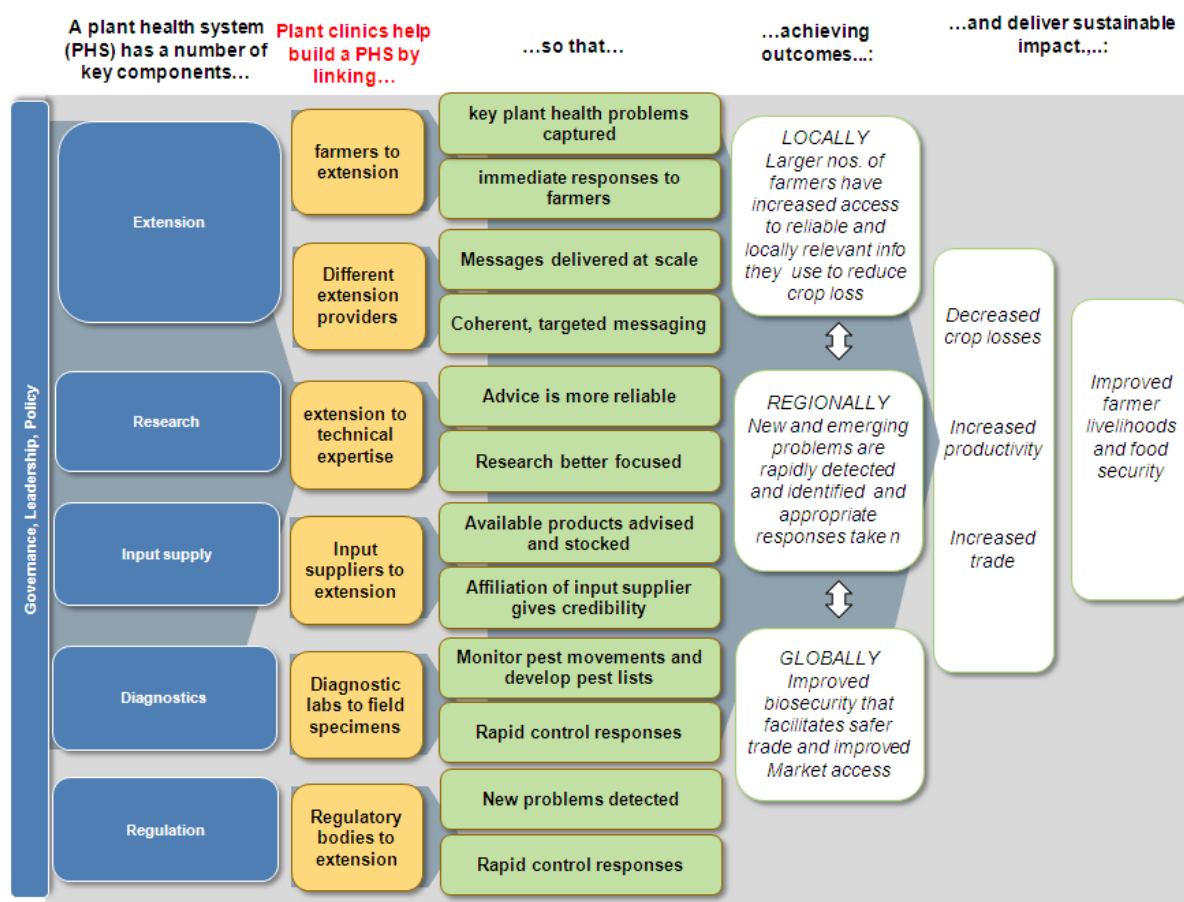 A plant health system
(PHS) has a number of
key components...
Plant clinics help
build a PHS by
linking...
...so that...
...achieving
outcomes...:
...and deliver sustainable
impact.,..:
Governance, Leadership, Policy
Extension
Research
Input supply
Diagnostics
Regulation
farmers to
extension
Different
extension
providers
extension to
technical
expertise
Input
suppliers to
extension
Diagnostic
labs to field
specimens
Regulatory
bodies to
extension
key plant health problems
captured
immediate responses to
farmers
Messages delivered at scale
Coherent, targeted messaging
Advice is more reliable
Research better focused
Available products advised
and stocked
Affiliation of input supplier
gives credibility
Monitor pest movements and
develop pest lists
Rapid control responses
New problems detected
Rapid control responses
LOCALLY
Larger nos. of
farmers have
increased access
to reliable and
locally relevant info
they use to reduce
crop loss
REGIONALLY
New and emerging
problems are
rapidly detected
and identified and
appropriate
responses taken
GLOBALLY
Improved
biosecurity that
facilitates safer
trade and improved
Market access
Decreased
crop losses
Increased
productivity
Increased
trade
Improved
farmer
livelihoods
and food
security